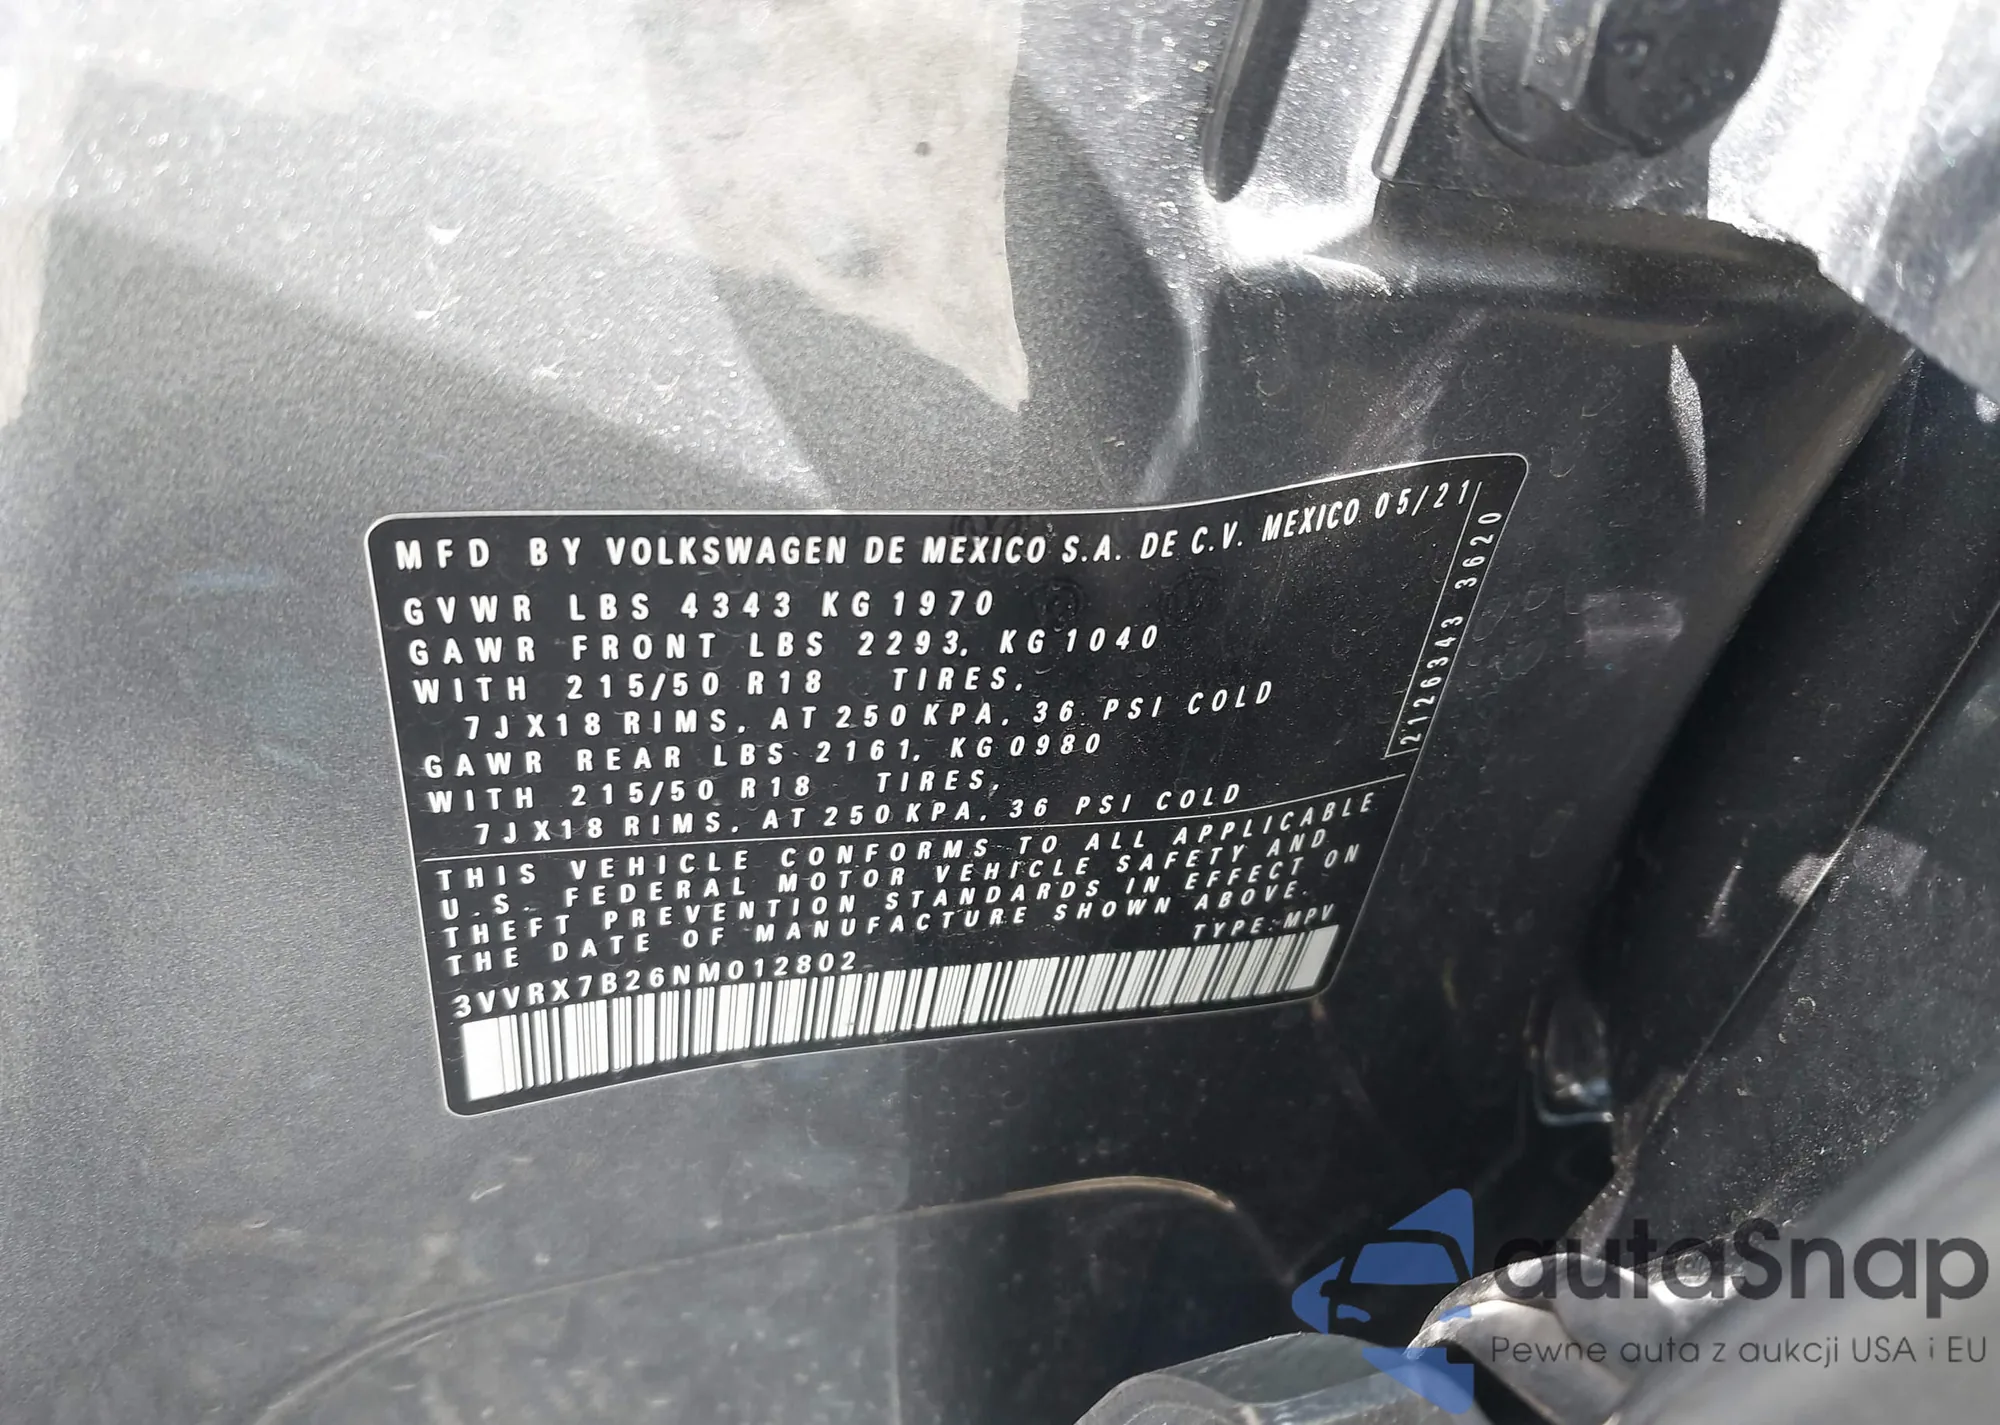 MFD BY VOLKSWAGEN DE MEXICO S.A. DE C.V. MEXICO 05/21
GVWR LBS 4343 KG 1970
GAWR FRONT LBS 2293, KG 1040
WITH 215/50 R18 TIRES,
7JX18 RIMS, AT 250 KPA, 36 PSI COLD
GAWR REAR LBS 2161, KG 0980
WITH 215/50 R18 TIRES,
7JX18 RIMS, AT 250 KPA, 36 PSI COLD
2126343 3620
THIS VEHICLE CONFORMS TO ALL APPLICABLE
U.S. FEDERAL MOTOR VEHICLE SAFETY AND
THEFT PREVENTION STANDARDS IN EFFECT ON
THE DATE OF MANUFACTURE SHOWN ABOVE.
3VVRX7B26NM012802 TYPE: MPV
autaSnap
Pewne auta z aukcji USA i EU